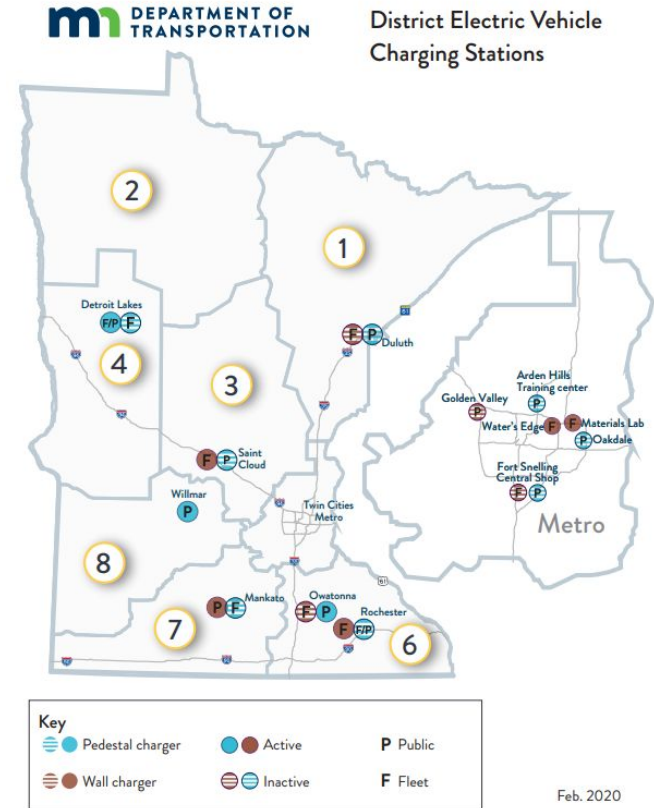 DEPARTMENT OF
TRANSPORTATION
District Electric Vehicle
Charging Stations
2
1
Detroit Lakes
F/P F
4
61
F P
Duluth
3
F P
Saint
Cloud
Willmar
P
Twin Cities
Metro
8
61
P F
Mankato
7
Owatonna
F P
Rochester
F F/P
6
Arden Hills
Training center
P
Golden Valley
P
Water's Edge F
F Materials Lab
P Oakdale
Fort Snelling
Central Shop
F P
Metro
Key
Pedestal charger
Active
P Public
Wall charger
Inactive
F Fleet
Feb. 2020